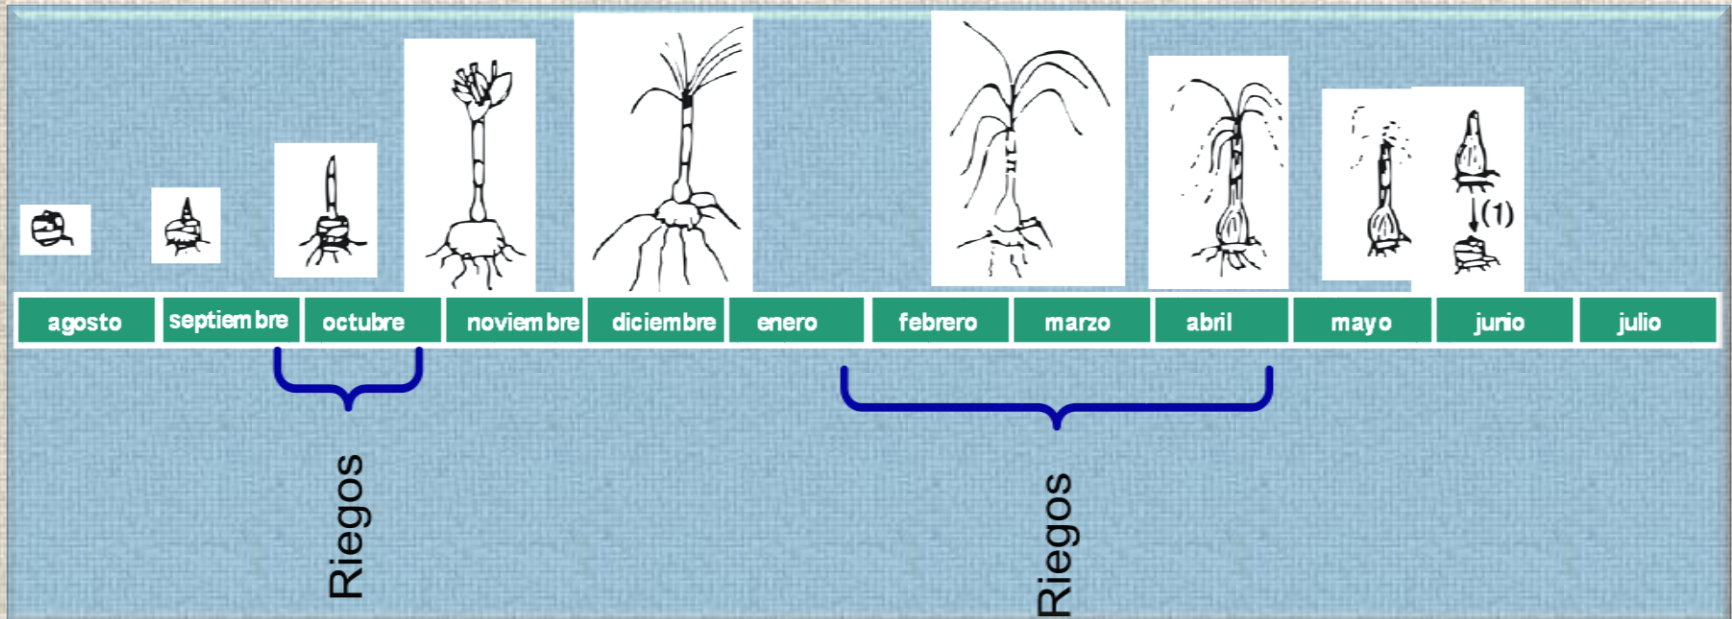 (1)
agosto septiembre octubre noviembre diciembre enero febrero marzo abril mayo junio julio
Riegos
Riegos